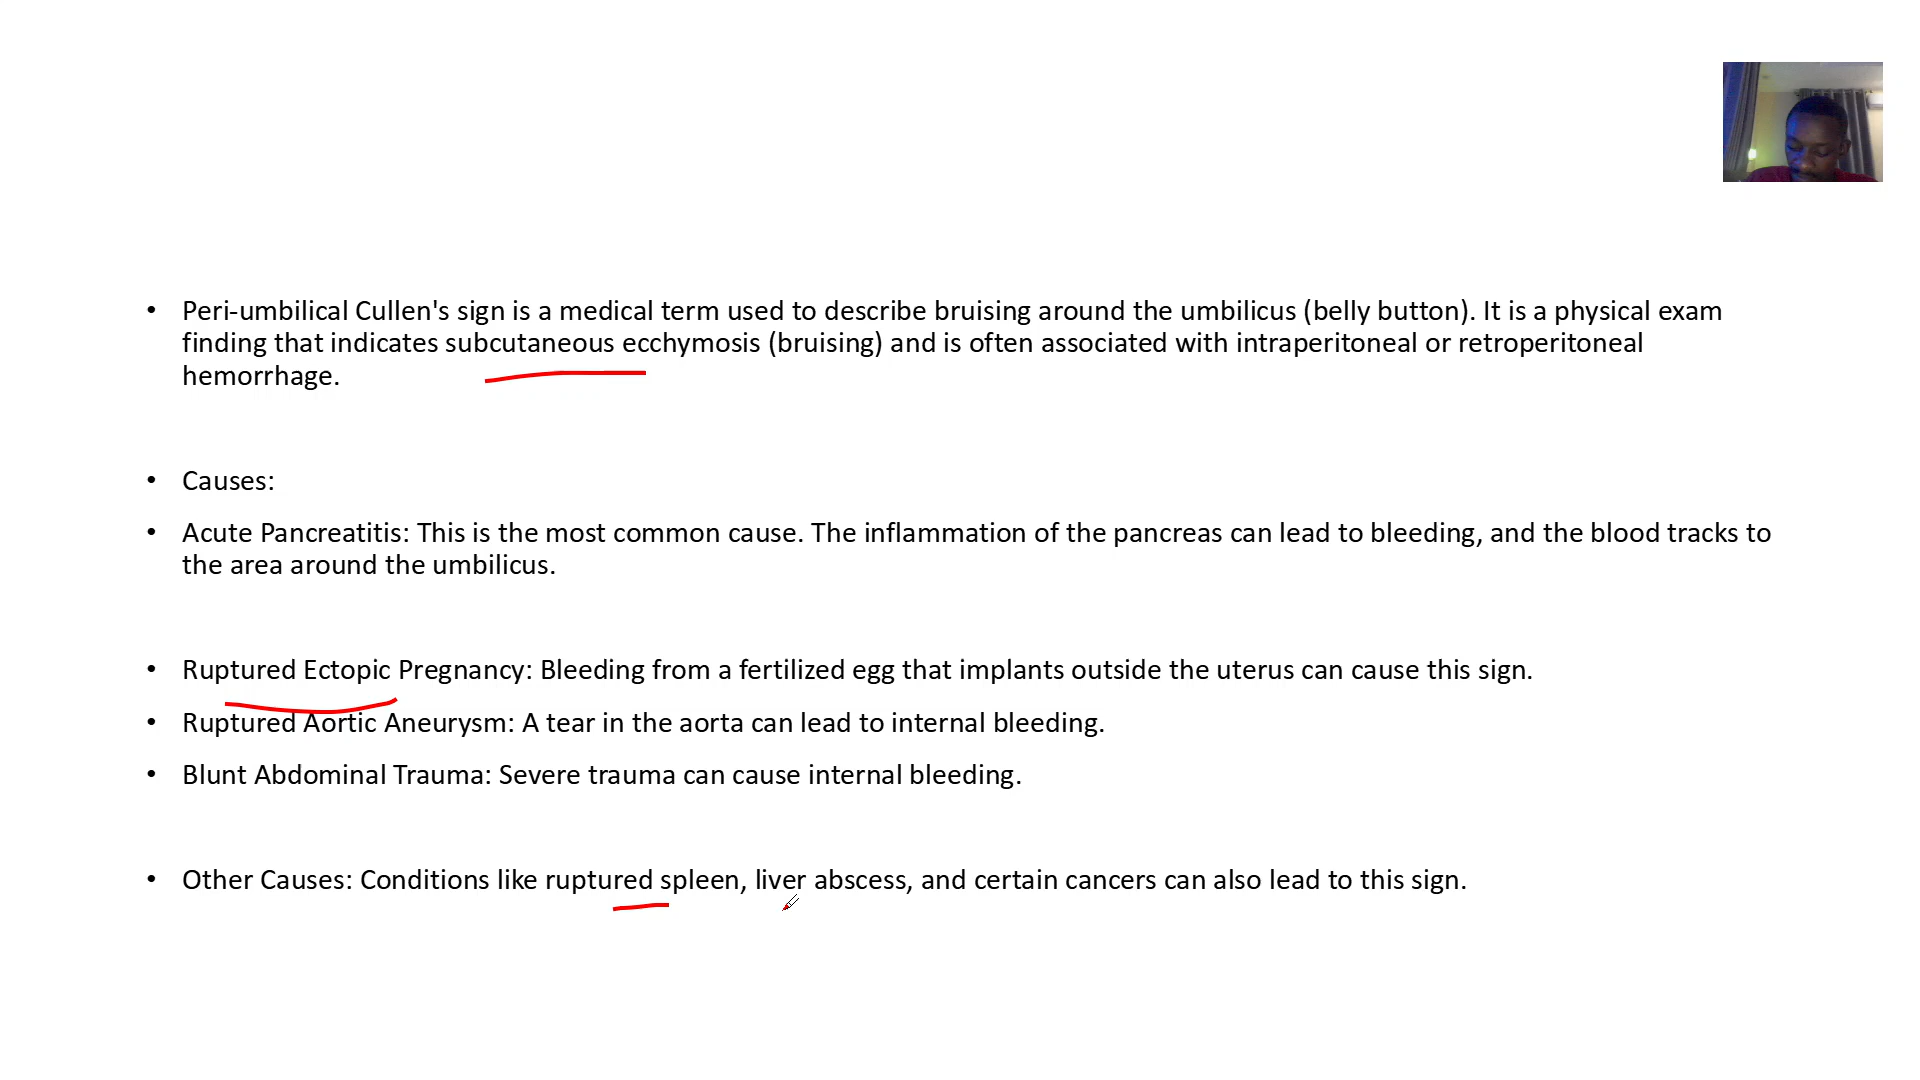 • Peri-umbilical Cullen's sign is a medical term used to describe bruising around the umbilicus (belly button). It is a physical exam
finding that indicates subcutaneous ecchymosis (bruising) and is often associated with intraperitoneal or retroperitoneal
hemorrhage.
• Causes:
• Acute Pancreatitis: This is the most common cause. The inflammation of the pancreas can lead to bleeding, and the blood tracks to
the area around the umbilicus.
• Ruptured Ectopic Pregnancy: Bleeding from a fertilized egg that implants outside the uterus can cause this sign.
• Ruptured Aortic Aneurysm: A tear in the aorta can lead to internal bleeding.
• Blunt Abdominal Trauma: Severe trauma can cause internal bleeding.
• Other Causes: Conditions like ruptured spleen, liver abscess, and certain cancers can also lead to this sign.